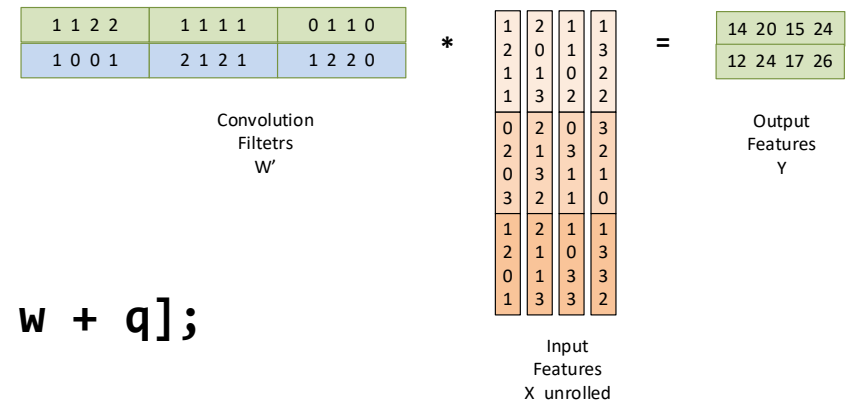 1 1 2 2 1 1 1 1 0 1 1 0
1 0 0 1 2 1 2 1 1 2 2 0
*
1 2 1 1
2 0 1 3
1 1 0 2
1 3 2 2
0 2 0 3
2 1 3 2
0 3 1 1
3 2 1 0
1 2 0 1
2 1 1 3
1 0 3 3
1 3 3 2
=
14 20 15 24
12 24 17 26
Convolution
Filtetrs
W’
Output
Features
Y
w + q];
Input
Features
X unrolled